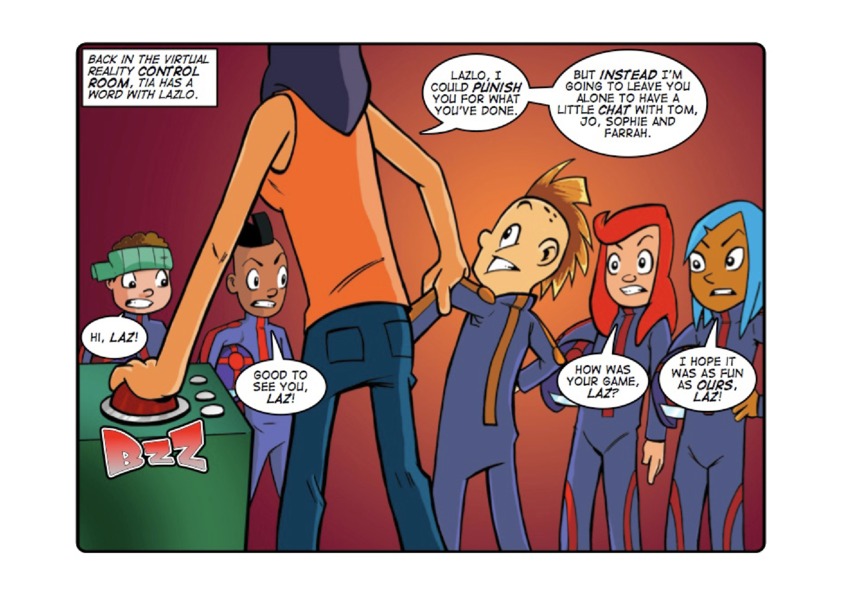 BACK IN THE VIRTUAL
REALITY CONTROL
ROOM, TIA HAS A
WORD WITH LAZLO.
LAZLO, I
COULD PUNISH
YOU FOR WHAT
YOU'VE DONE.
BUT INSTEAD I'M
GOING TO LEAVE YOU
ALONE TO HAVE A
LITTLE CHAT WITH TOM,
JO, SOPHIE AND
FARRAH.
HI, LAZ!
GOOD TO
SEE YOU,
LAZ!
HOW WAS
YOUR GAME,
LAZ?
I HOPE IT
WAS AS FUN
AS OURS,
LAZ!
BZZ